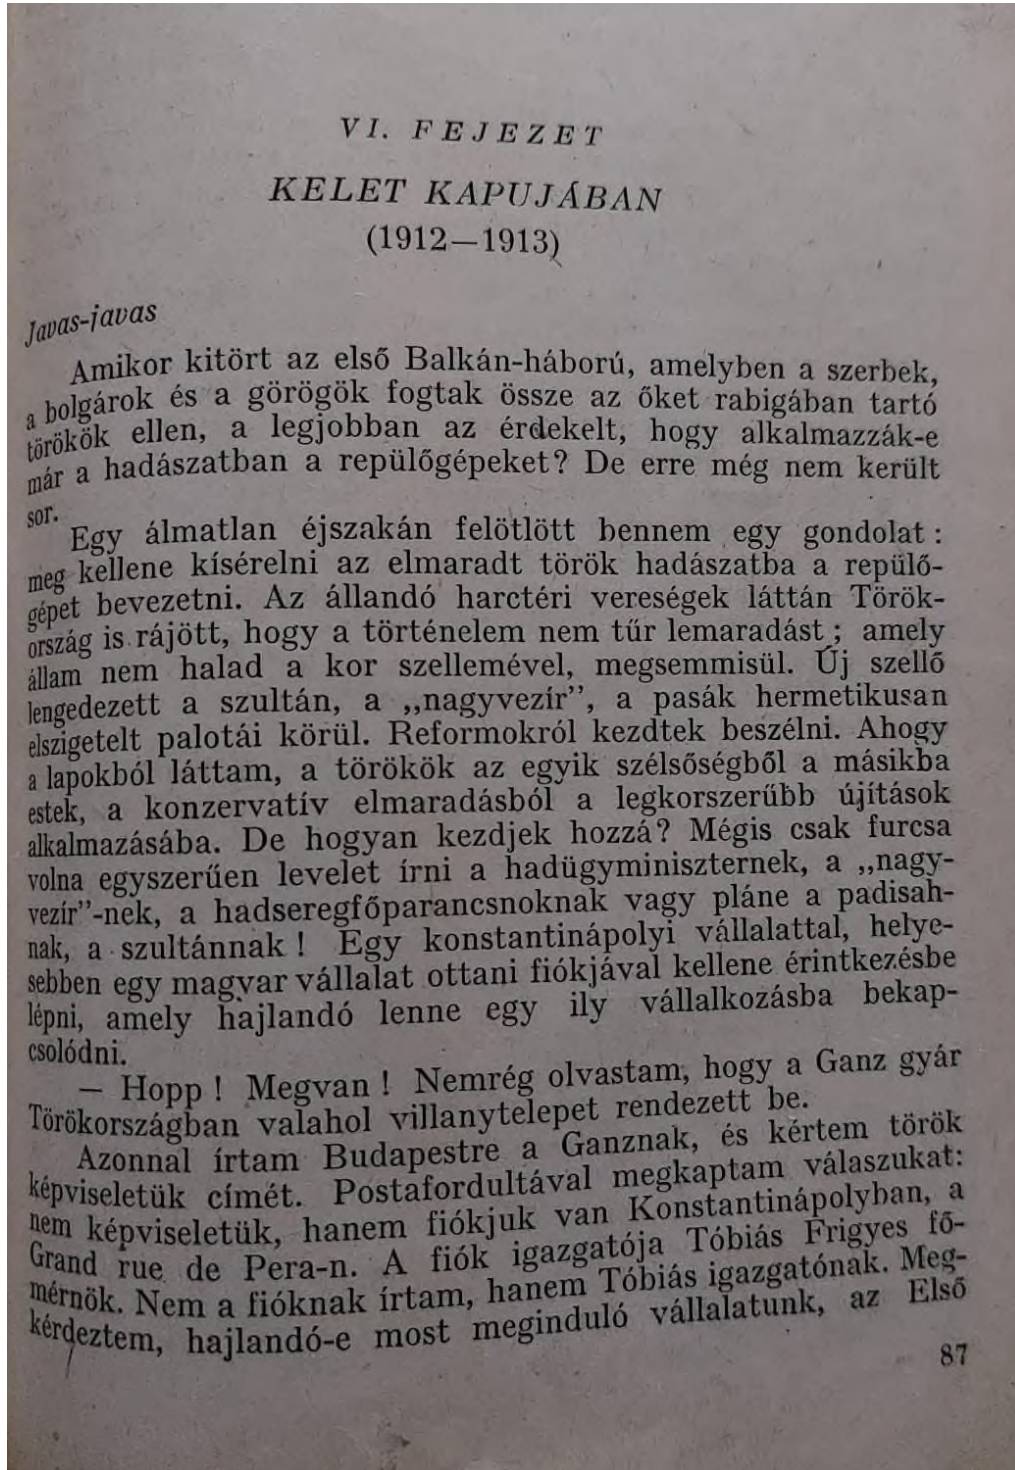 VI. FEJEZET
KELET KAPUJÁBAN
(1912—1913)
Javas-javas
Amikor kitört az első Balkán-háború, amelyben a szerbek,
a bolgárok és a görögök fogtak össze az őket rabigában tartó
törökök ellen, a legjobban az érdekelt, hogy alkalmazzák-e
már a hadászatban a repülőgépeket? De erre még nem került
sor.
Egy álmatlan éjszakán felötlött bennem egy gondolat :
meg kellene kísérelni az elmaradt török hadászatba a repülő-
gépet bevezetni. Az állandó harctéri vereségek láttán Török-
ország is rájött, hogy a történelem nem tűr lemaradást ; amely
állam nem halad a kor szellemével, megsemmisül. Új szellő
lengedezett a szultán, a „nagyvezír”, a pasák hermetikusan
elszigetelt palotái körül. Reformokról kezdtek beszélni. Ahogy
a lapokból láttam, a törökök az egyik szélsőségből a másikba
estek, a konzervatív elmaradásból a legkorszerűbb újítások
alkalmazásába. De hogyan kezdjek hozzá? Mégis csak furcsa
volna egyszerűen levelet írni a hadügyminiszternek, a „nagy-
vezír”-nek, a hadseregfőparancsnoknak vagy pláne a padisah-
nak, a szultánnak ! Egy konstantinápolyi vállalattal, helye-
sebben egy magyar vállalat ottani fiókjával kellene érintkezésbe
lépni, amely hajlandó lenne egy ily vállalkozásba bekap-
csolódni.
— Hopp ! Megvan ! Nemrég olvastam, hogy a Ganz gyár
Törökországban valahol villanytelepet rendezett be.
Azonnal írtam Budapestre a Ganznak, és kértem török
képviseletük címét. Postafordultával megkaptam válaszukat:
nem képviseletük, hanem fiókjuk van Konstantinápolyban, a
Grand rue de Pera-n. A fiók igazgatója Tóbiás Frigyes fő-
mérnök. Nem a fióknak írtam, hanem Tóbiás igazgatónak. Meg-
kérdeztem, hajlandó-e most meginduló vállalatunk, az Első
87